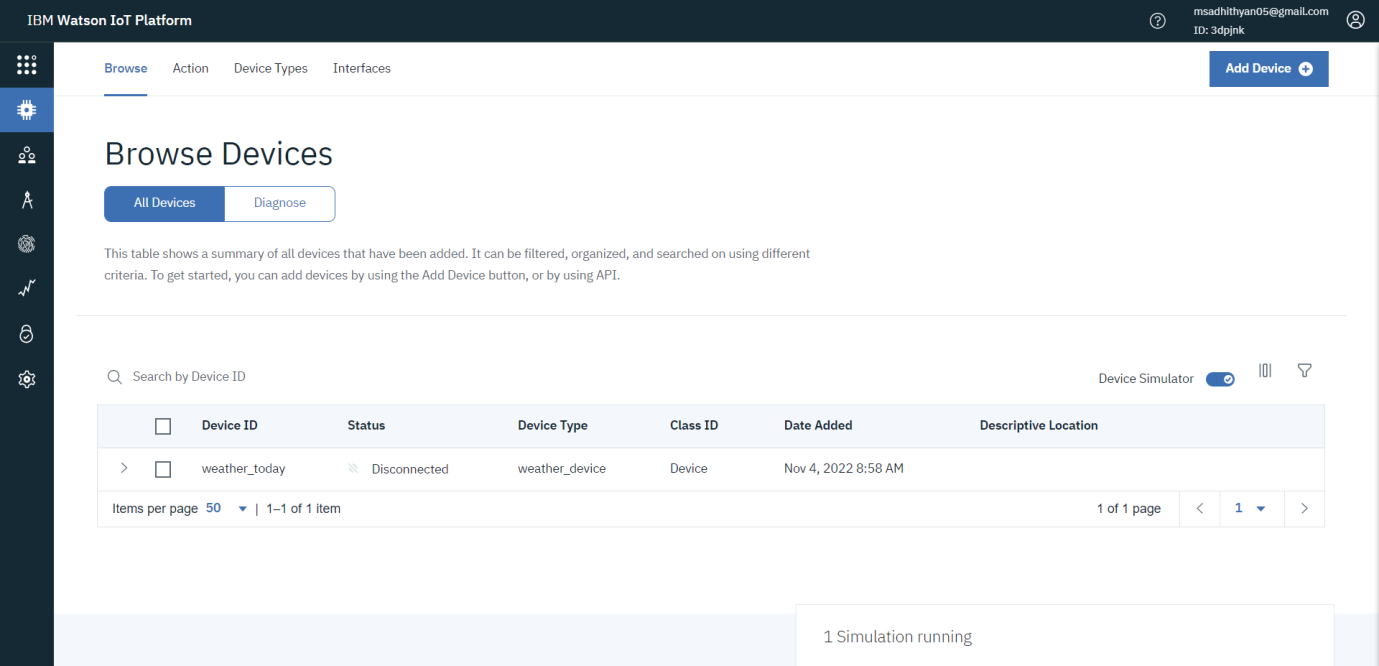 IBM Watson IoT Platform
msadhithyan05@gmail.com
ID: 3dpjnk
Browse Action Device Types Interfaces
Add Device
Browse Devices
All Devices Diagnose
This table shows a summary of all devices that have been added. It can be filtered, organized, and searched on using different
criteria. To get started, you can add devices by using the Add Device button, or by using API.
Search by Device ID
Device Simulator
Device ID Status Device Type Class ID Date Added Descriptive Location
weather_today Disconnected weather_device Device Nov 4, 2022 8:58 AM
Items per page 50 | 1–1 of 1 item 1 of 1 page 1
1 Simulation running